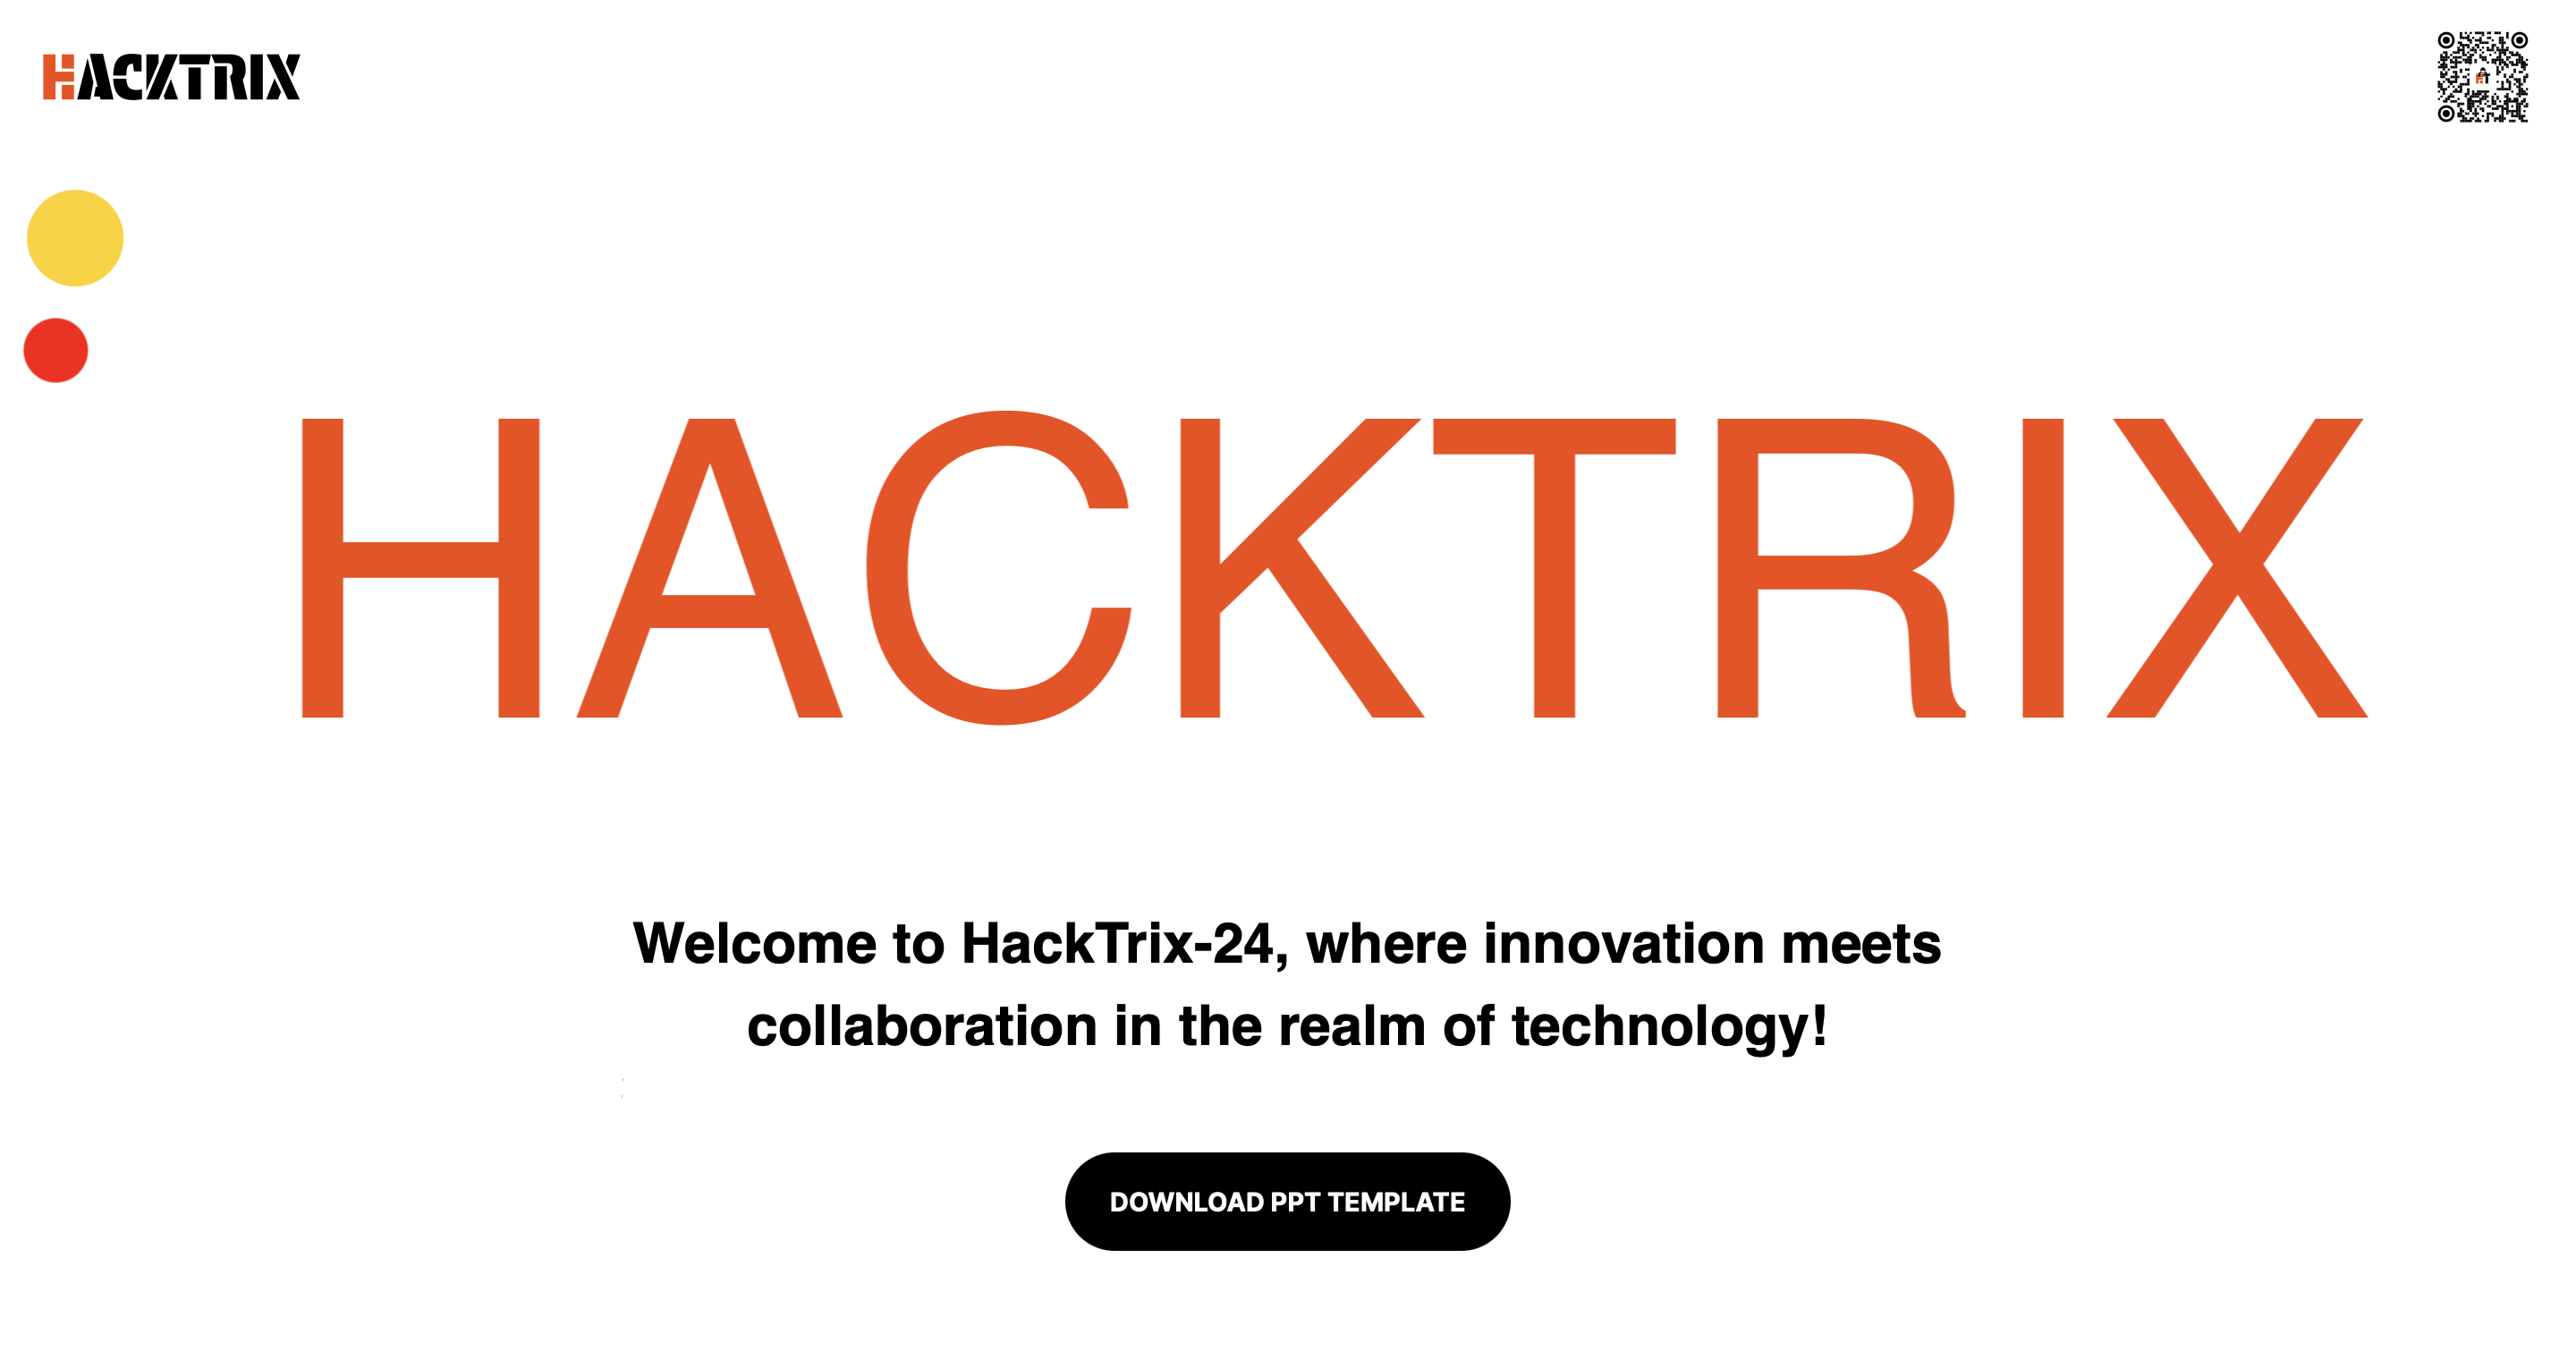 HACKTRIX
HACKTRIX
Welcome to HackTrix-24, where innovation meets
collaboration in the realm of technology!
DOWNLOAD PPT TEMPLATE